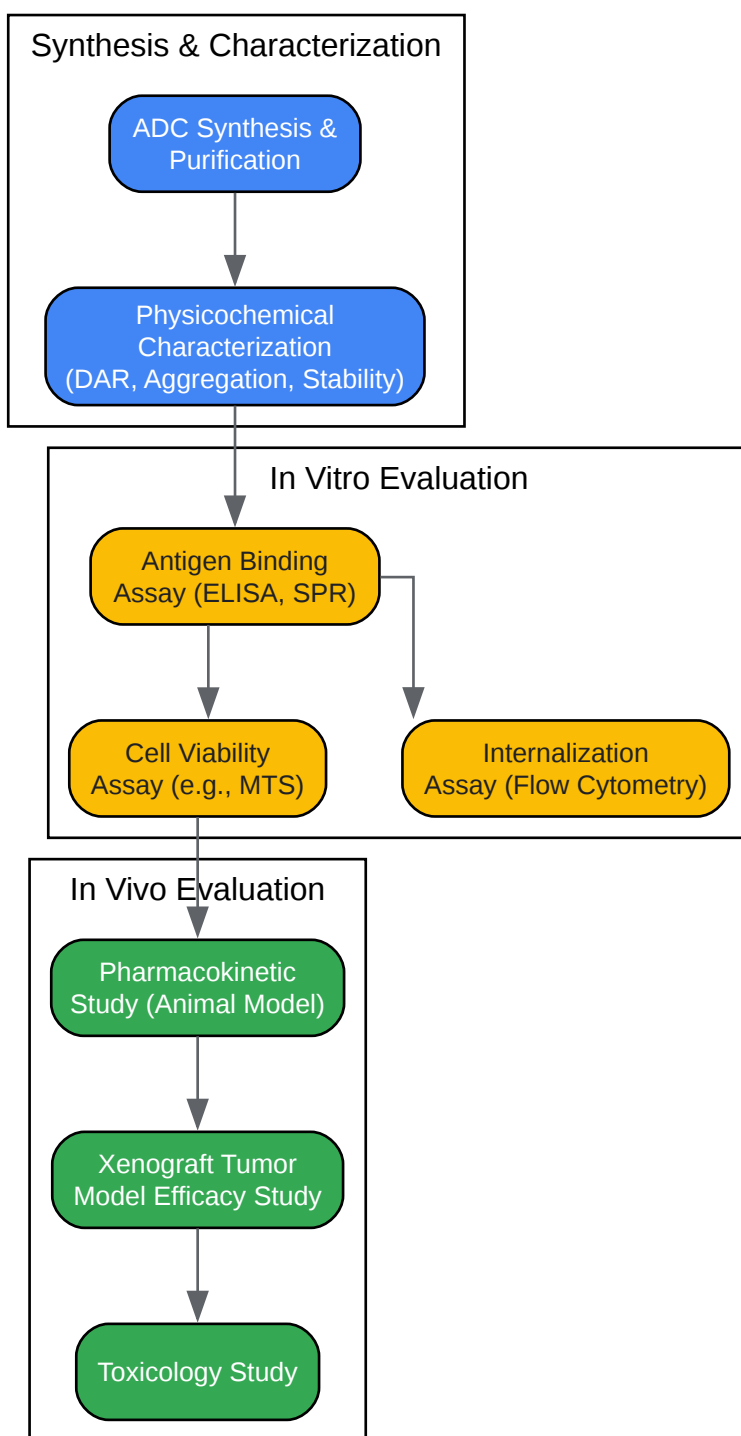 Synthesis & Characterization
ADC Synthesis &
Purification
Physicochemical
Characterization
(DAR, Aggregation, Stability)
In Vitro Evaluation
Antigen Binding
Assay (ELISA, SPR)
Cell Viability
Assay (e.g., MTS)
Internalization
Assay (Flow Cytometry)
In Vivo Evaluation
Pharmacokinetic
Study (Animal Model)
Xenograft Tumor
Model Efficacy Study
Toxicology Study